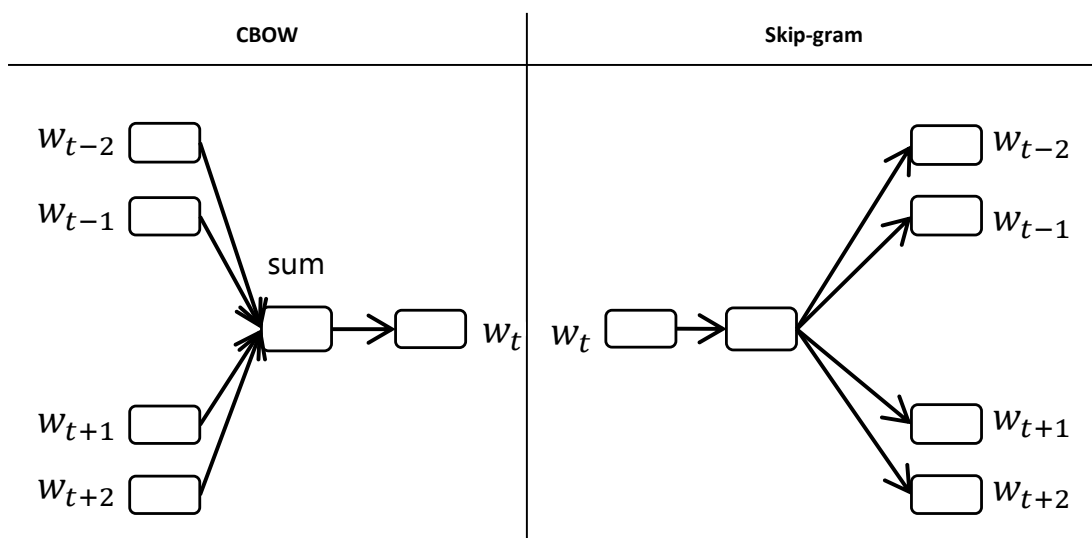 CBOW
w_{t-2}
w_{t-1}
sum
w_t
w_{t+1}
w_{t+2}
Skip-gram
w_{t-2}
w_{t-1}
w_t
w_{t+1}
w_{t+2}